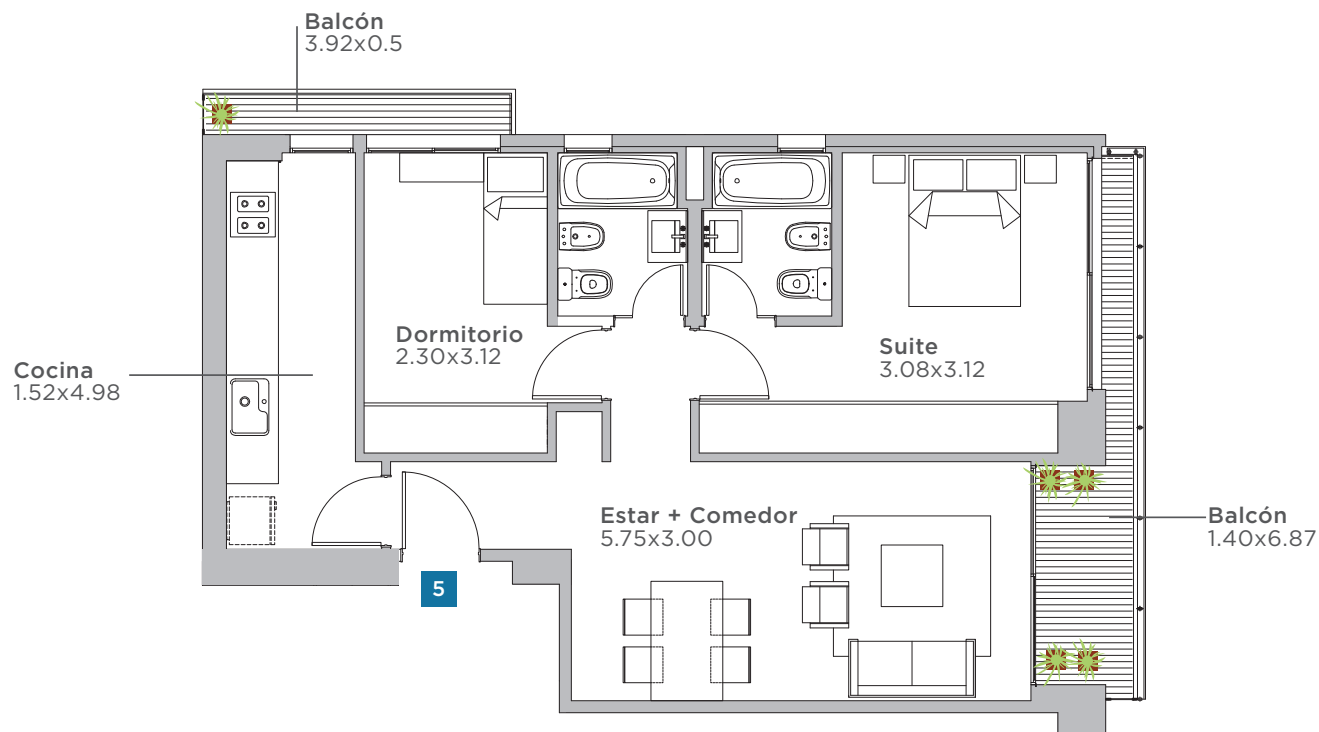 Balcón
3.92x0.5
Dormitorio
2.30x3.12
Suite
3.08x3.12
Cocina
1.52x4.98
Estar + Comedor
5.75x3.00
Balcón
1.40x6.87
5